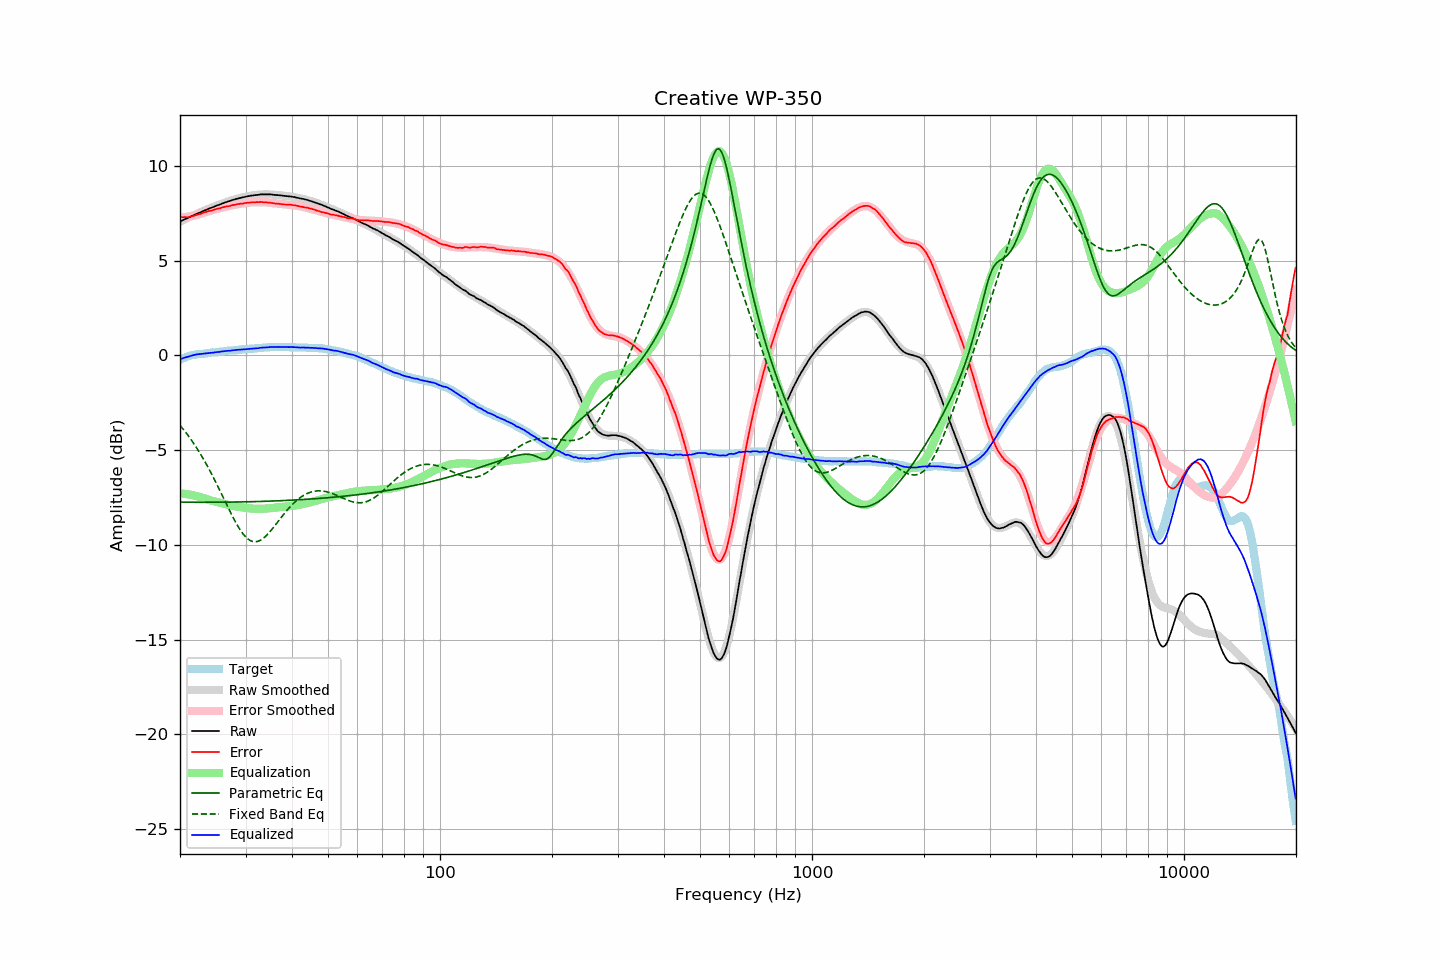 Creative WP-350
Amplitude (dBr)
10
5
0
−5
−10
−15
−20
−25
Target
Raw Smoothed
Error Smoothed
Raw
Error
Equalization
Parametric Eq
Fixed Band Eq
Equalized
100
1000
10000
Frequency (Hz)